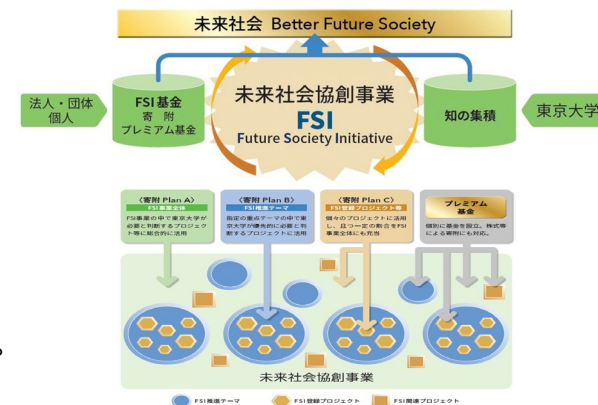 未来社会 Better Future Society
法人・団体
個人
FSI基金
寄 附
プレミアム基金
未来社会協創事業
FSI
Future Society Initiative
知の集積
東京大学
〈寄附 Plan A〉
FSI事業全体
FSI事業の中で東京大学が
必要と判断するプロジェク
ト等に総合的に活用
〈寄附 Plan B〉
FSI推進テーマ
指定の重点テーマの中で東
京大学が優先的に必要と判
断するプロジェクトに活用
〈寄附 Plan C〉
FSI登録プロジェクト等
個々のプロジェクトに活用
し、且つ一定の割合をFSI
事業全体にも充当
プレミアム
基金
個別に基金を設立。株式等
による寄附にも対応。
未来社会協創事業
FSI推進テーマ
FSI登録プロジェクト
FSI関連プロジェクト